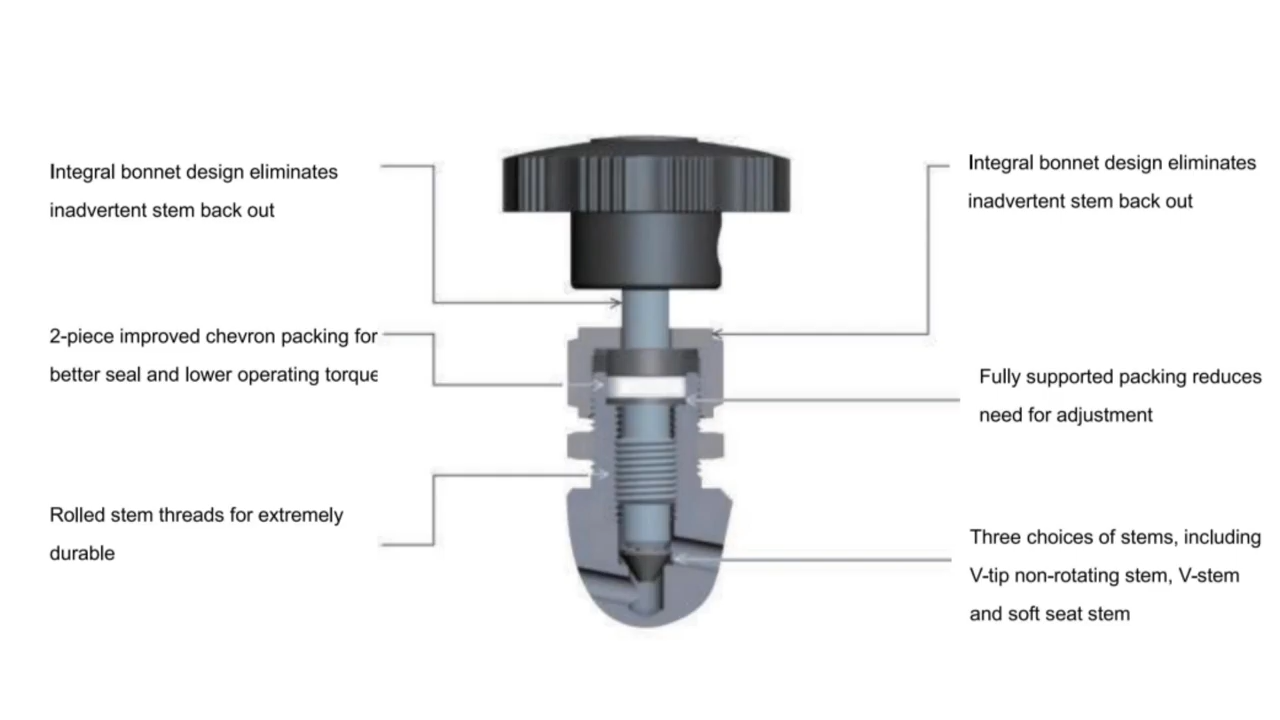 Integral bonnet design eliminates
inadvertent stem back out
2-piece improved chevron packing for
better seal and lower operating torque
Rolled stem threads for extremely
durable
Integral bonnet design eliminates
inadvertent stem back out
Fully supported packing reduces
need for adjustment
Three choices of stems, including
V-tip non-rotating stem, V-stem
and soft seat stem